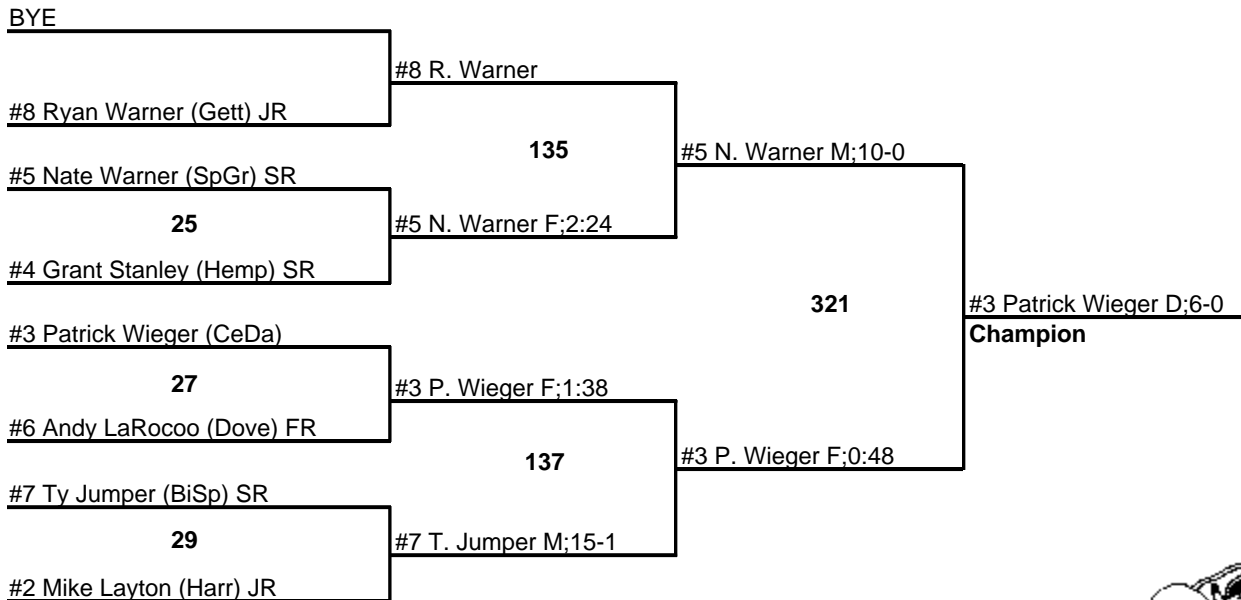 BYE
#8 R. Warner
#8 Ryan Warner (Gett) JR
135
#5 N. Warner M;10-0
#5 Nate Warner (SpGr) SR
25
#5 N. Warner F;2:24
#4 Grant Stanley (Hemp) SR
321
#3 Patrick Wieger D;6-0
Champion
#3 Patrick Wieger (CeDa)
27
#3 P. Wieger F;1:38
#6 Andy LaRocoo (Dove) FR
137
#3 P. Wieger F;0:48
#7 Ty Jumper (BiSp) SR
29
#7 T. Jumper M;15-1
#2 Mike Layton (Harr) JR